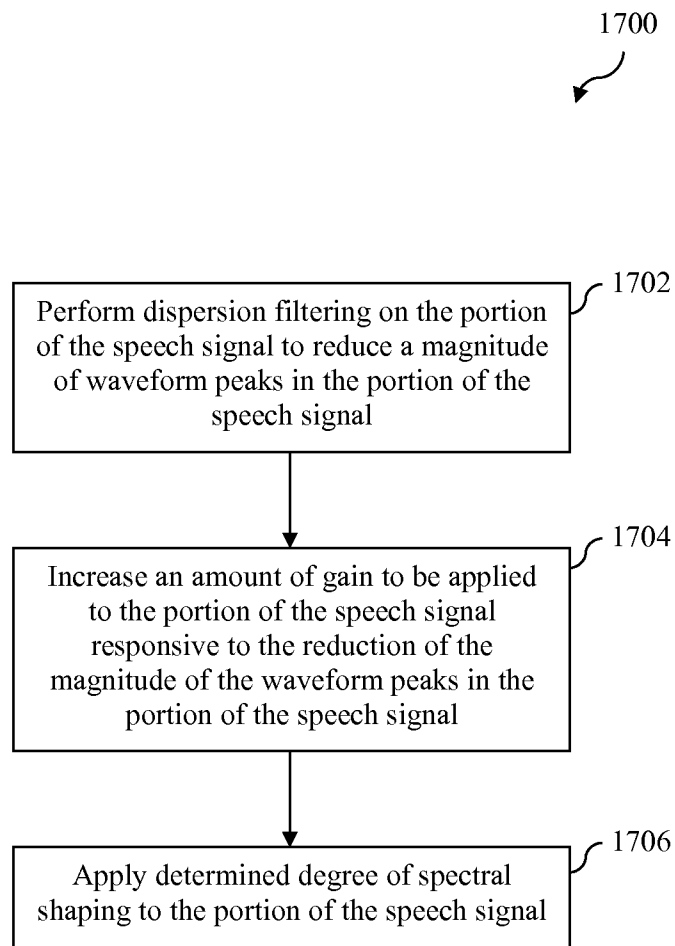 1700
1702
Perform dispersion filtering on the portion
of the speech signal to reduce a magnitude
of waveform peaks in the portion of the
speech signal
1704
Increase an amount of gain to be applied
to the portion of the speech signal
responsive to the reduction of the
magnitude of the waveform peaks in the
portion of the speech signal
1706
Apply determined degree of spectral
shaping to the portion of the speech signal